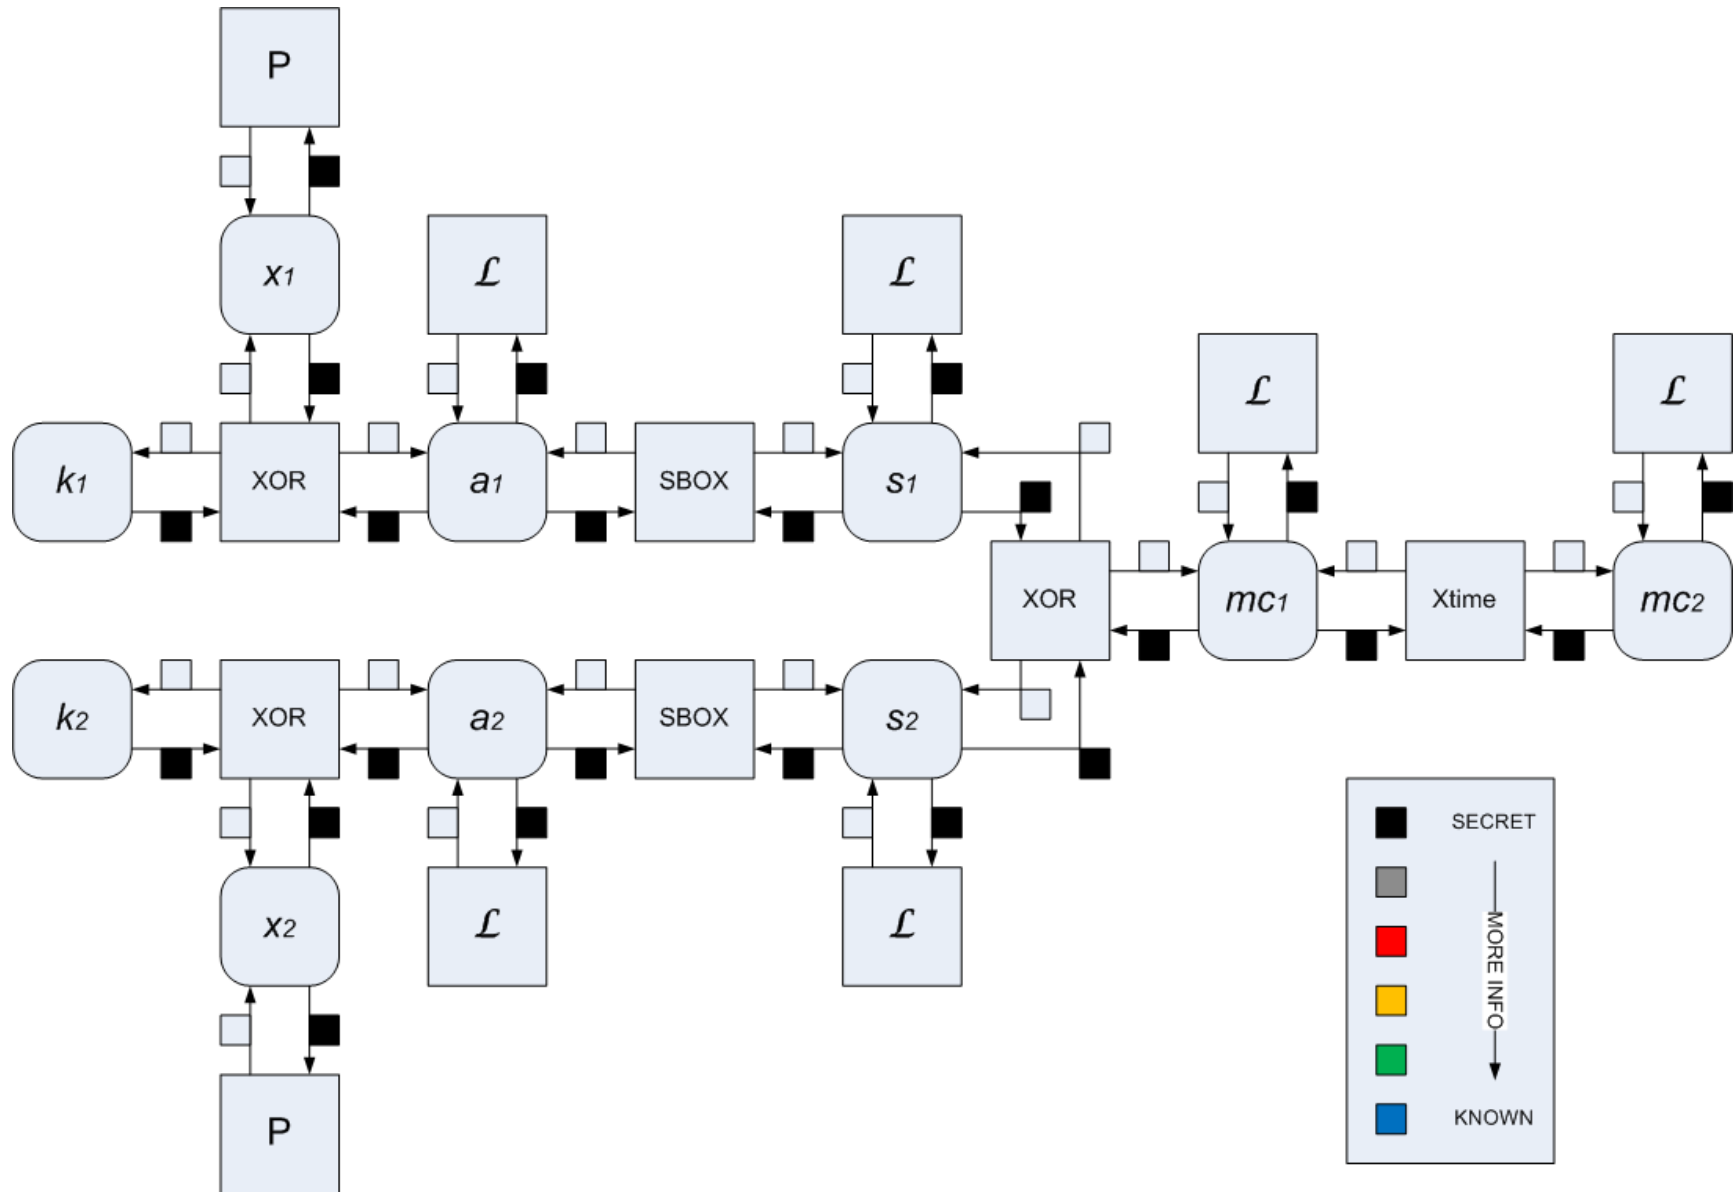 P
x1
ℒ
ℒ
ℒ
ℒ
k1
XOR
a1
SBOX
s1
XOR
mc1
Xtime
mc2
k2
XOR
a2
SBOX
s2
x2
ℒ
ℒ
P
SECRET
MORE INFO
KNOWN